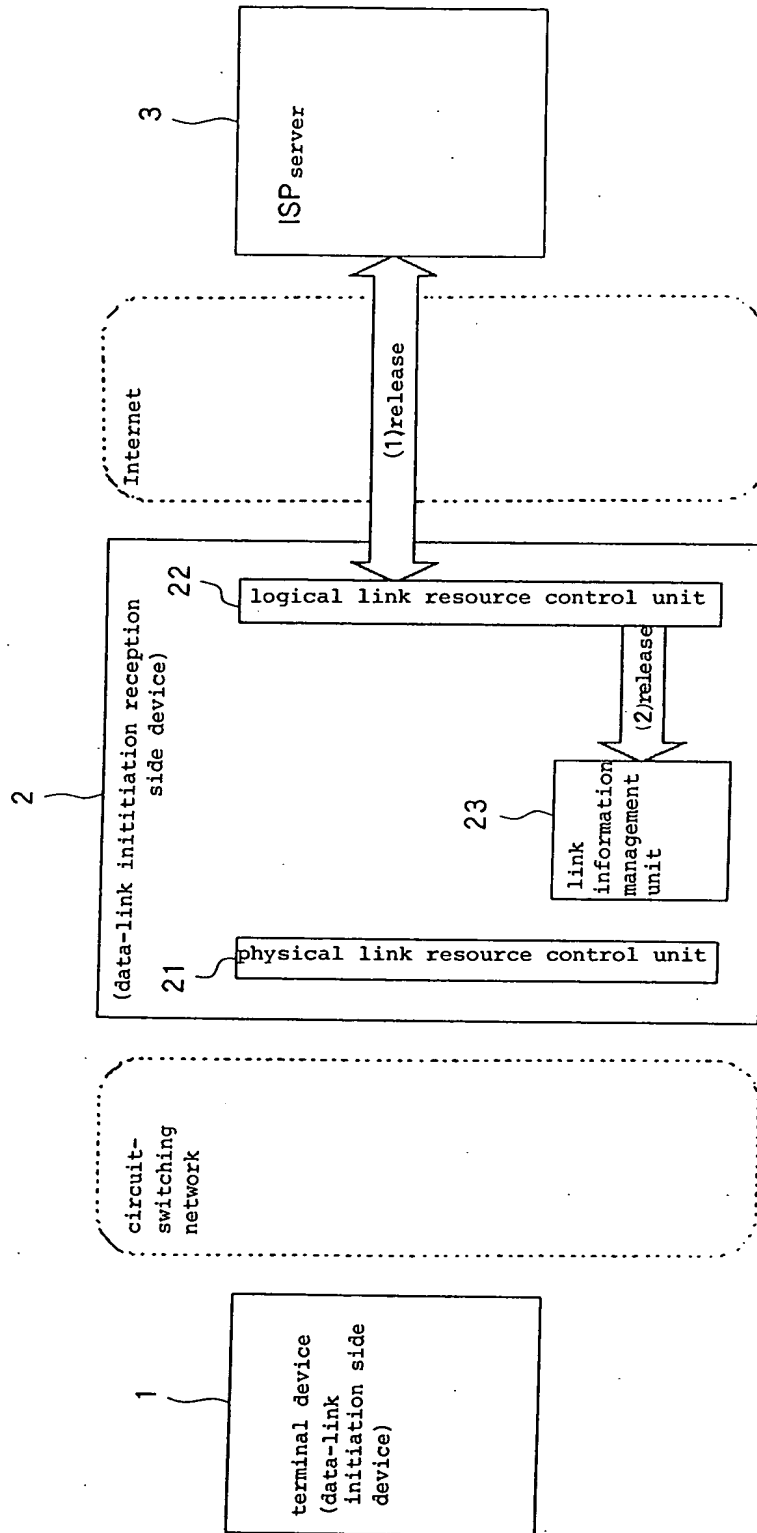 1
terminal device
(data-link
initiation side
device)
circuit-
switching
network
2
(data-link inititiation reception
side device)
21
physical link resource control unit
22
logical link resource control unit
23
link
information
management
unit
(2)release
Internet
(1)release
3
ISP server